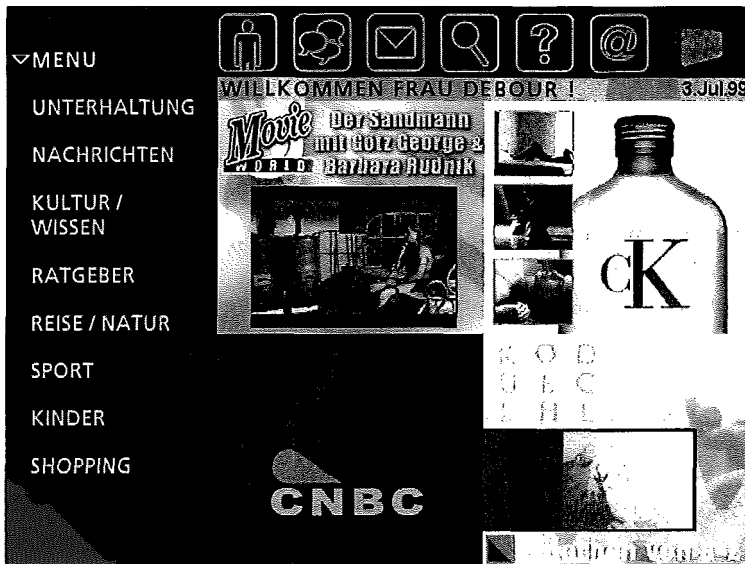 ▽MENU
UNTERHALTUNG
NACHRICHTEN
KULTUR /
WISSEN
RATGEBER
REISE / NATUR
SPORT
KINDER
SHOPPING
?
@
WILLKOMMEN FRAU DEBOUR !
3.Jul.99
Movie
WORLD
Der Sandmann
mit Götz George &
Barbara Rudnik
cK
CNBC
K O D